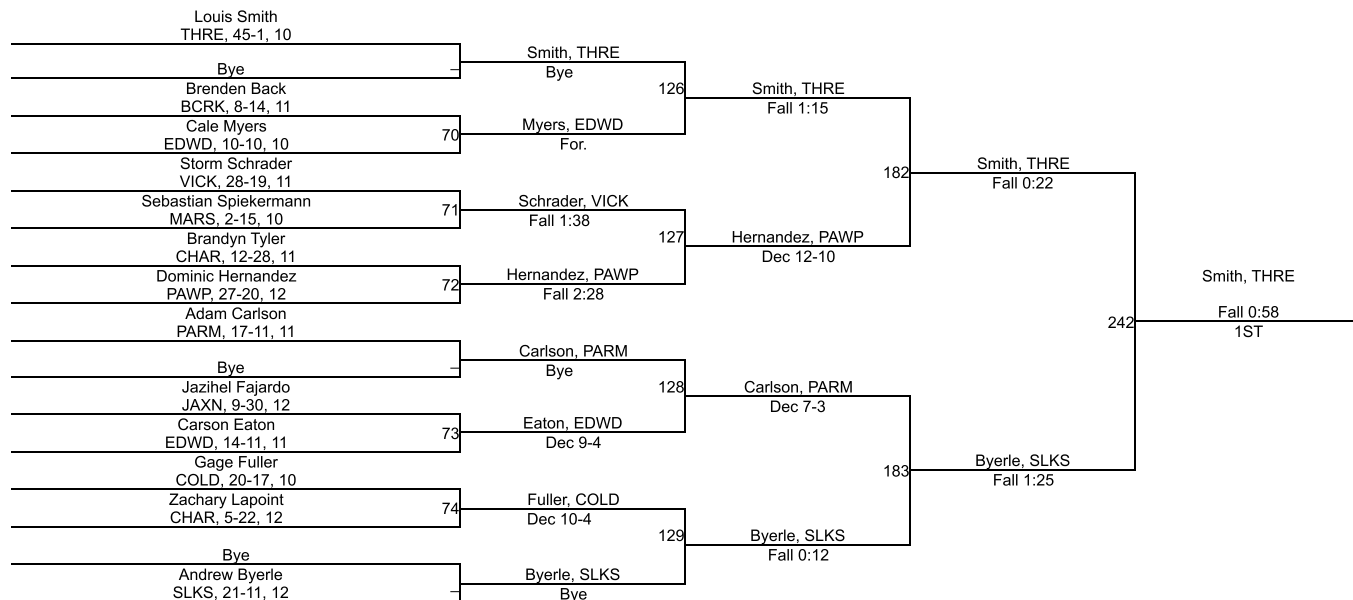 Louis Smith
THRE, 45-1, 10
Bye
Brenden Back
BCRK, 8-14, 11
Cale Myers
EDWD, 10-10, 10
Storm Schrader
VICK, 28-19, 11
Sebastian Spiekermann
MARS, 2-15, 10
Brandyn Tyler
CHAR, 12-28, 11
Dominic Hernandez
PAWP, 27-20, 12
Adam Carlson
PARM, 17-11, 11
Bye
Jazihel Fajardo
JAXN, 9-30, 12
Carson Eaton
EDWD, 14-11, 11
Gage Fuller
COLD, 20-17, 10
Zachary Lapoint
CHAR, 5-22, 12
Bye
Andrew Byerle
SLKS, 21-11, 12
–
70
71
72
–
73
74
–
Smith, THRE
Bye
Myers, EDWD
For.
Schrader, VICK
Fall 1:38
Hernandez, PAWP
Fall 2:28
Carlson, PARM
Bye
Eaton, EDWD
Dec 9-4
Fuller, COLD
Dec 10-4
Byerle, SLKS
Bye
126
127
128
129
Smith, THRE
Fall 1:15
Hernandez, PAWP
Dec 12-10
Carlson, PARM
Dec 7-3
Byerle, SLKS
Fall 0:12
182
183
Smith, THRE
Fall 0:22
Byerle, SLKS
Fall 1:25
242
Smith, THRE
Fall 0:58
1ST